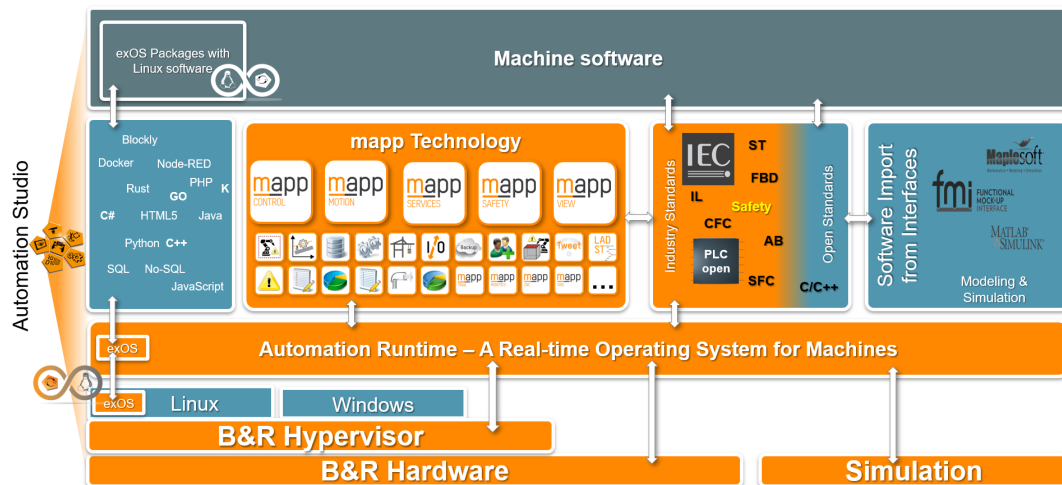 exOS Packages with
Linux software
Machine software
Automation Studio
Blockly
Docker
Node-RED
Rust
PHP
K
GO
C#
HTML5
Java
Python
C++
SQL
No-SQL
JavaScript
mapp Technology
mapp
CONTROL
mapp
MOTION
mapp
SERVICES
mapp
SAFETY
mapp
VIEW
I/O
Backup
Tweet
LAD
ST
mapp
mapp
mapp
mapp
...
Industry Standards
IEC
ST
FBD
IL
Safety
CFC
AB
PLC
open
SFC
Open Standards
C/C++
Software Import
from Interfaces
Maplesoft
fmi
FUNCTIONAL
MOCK-UP
INTERFACE
MATLAB
SIMULINK
Modeling &
Simulation
exOS
Automation Runtime – A Real-time Operating System for Machines
exOS
Linux
Windows
B&R Hypervisor
B&R Hardware
Simulation